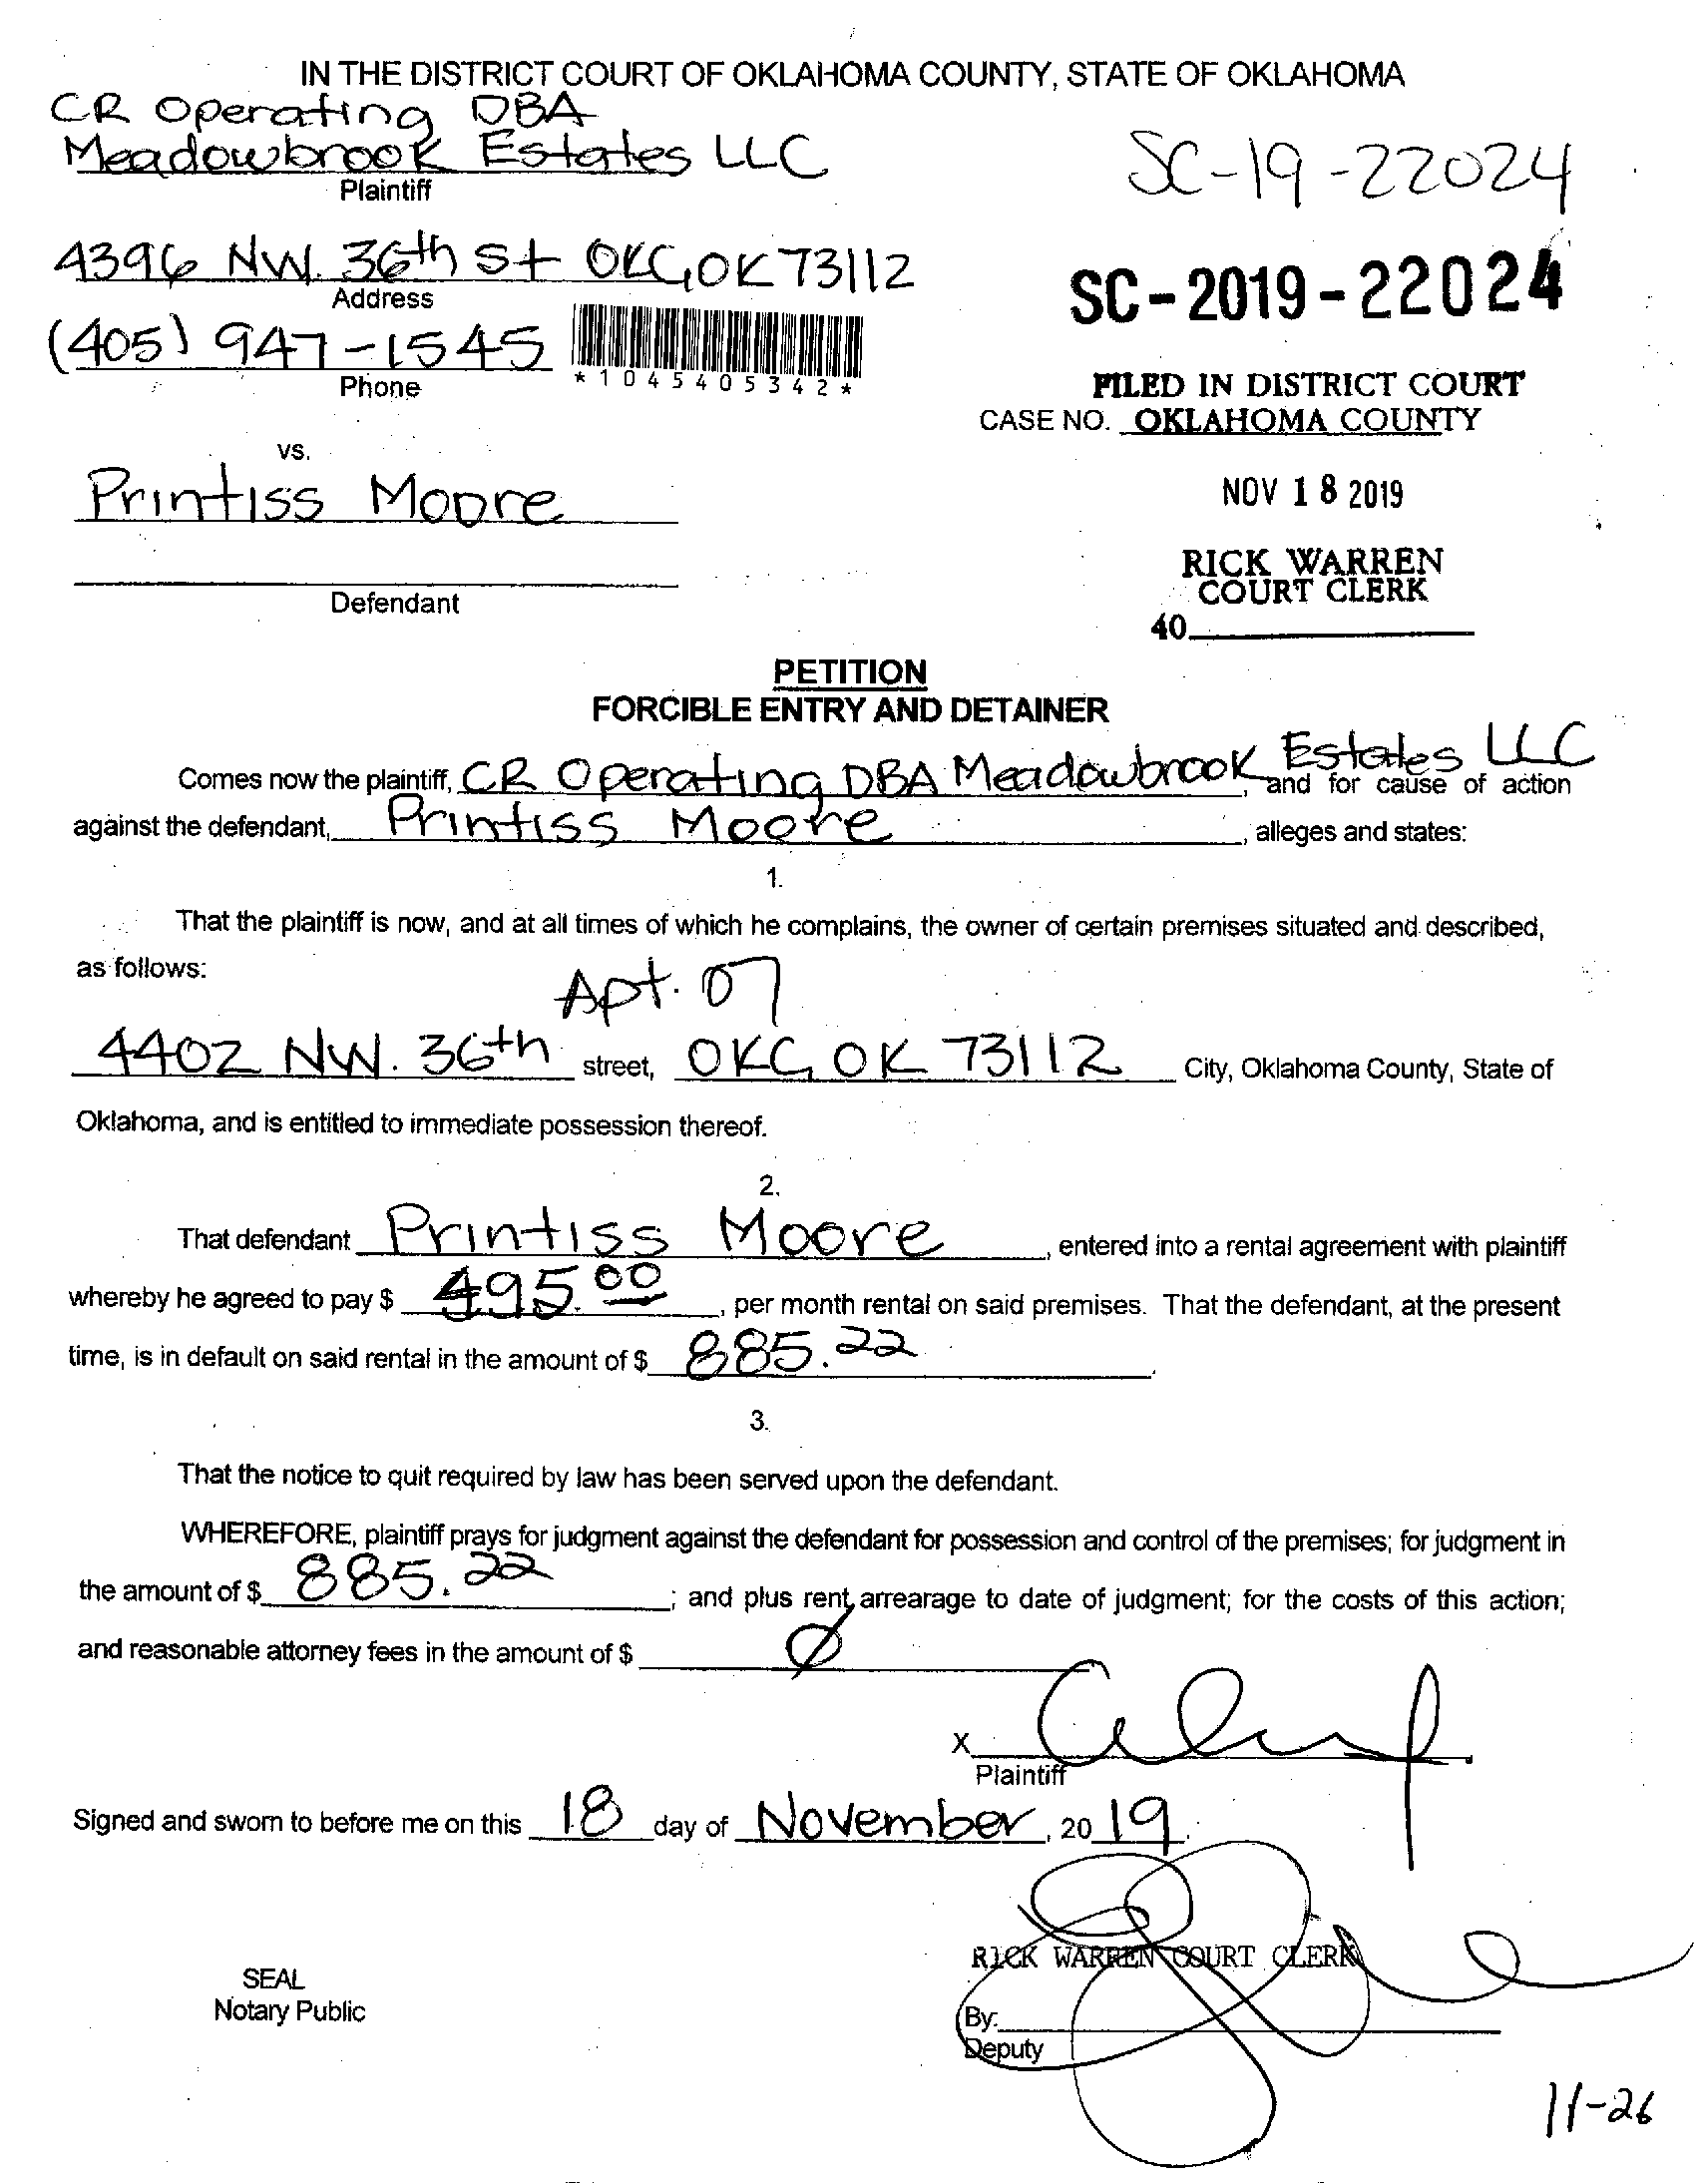 IN THE DISTRICT COURT OF OKLAHOMA COUNTY, STATE OF OKLAHOMA
CR Operating DBA
Meadowbrook Estates LLC
Plaintiff
SC-19-22024
4396 NW. 36th St OKC, OK 73112
Address
SC-2019-22024
(405) 947-1545
Phone
*1045405342*
FILED IN DISTRICT COURT
CASE NO. OKLAHOMA COUNTY
vs.
Printiss Moore
NOV 18 2019
RICK WARREN
COURT CLERK
Defendant
40
PETITION
FORCIBLE ENTRY AND DETAINER
Comes now the plaintiff, CR Operating DBA Meadowbrook Estates LLC, and for cause of action
against the defendant, Printiss Moore, alleges and states:
1.
That the plaintiff is now, and at all times of which he complains, the owner of certain premises situated and described,
as follows:
Apt. 07
4402 NW. 36th street, OKC, OK 73112 City, Oklahoma County, State of
Oklahoma, and is entitled to immediate possession thereof.
2.
That defendant Printiss Moore, entered into a rental agreement with plaintiff
whereby he agreed to pay $ 495.00, per month rental on said premises. That the defendant, at the present
time, is in default on said rental in the amount of $ 885.22.
3.
That the notice to quit required by law has been served upon the defendant.
WHEREFORE, plaintiff prays for judgment against the defendant for possession and control of the premises; for judgment in
the amount of $ 885.22; and plus rent arrearage to date of judgment; for the costs of this action;
and reasonable attorney fees in the amount of $ Ø
X
Plaintiff
Signed and sworn to before me on this 18 day of November, 2019.
RICK WARREN COURT CLERK
SEAL
Notary Public
By:
Deputy
11-26